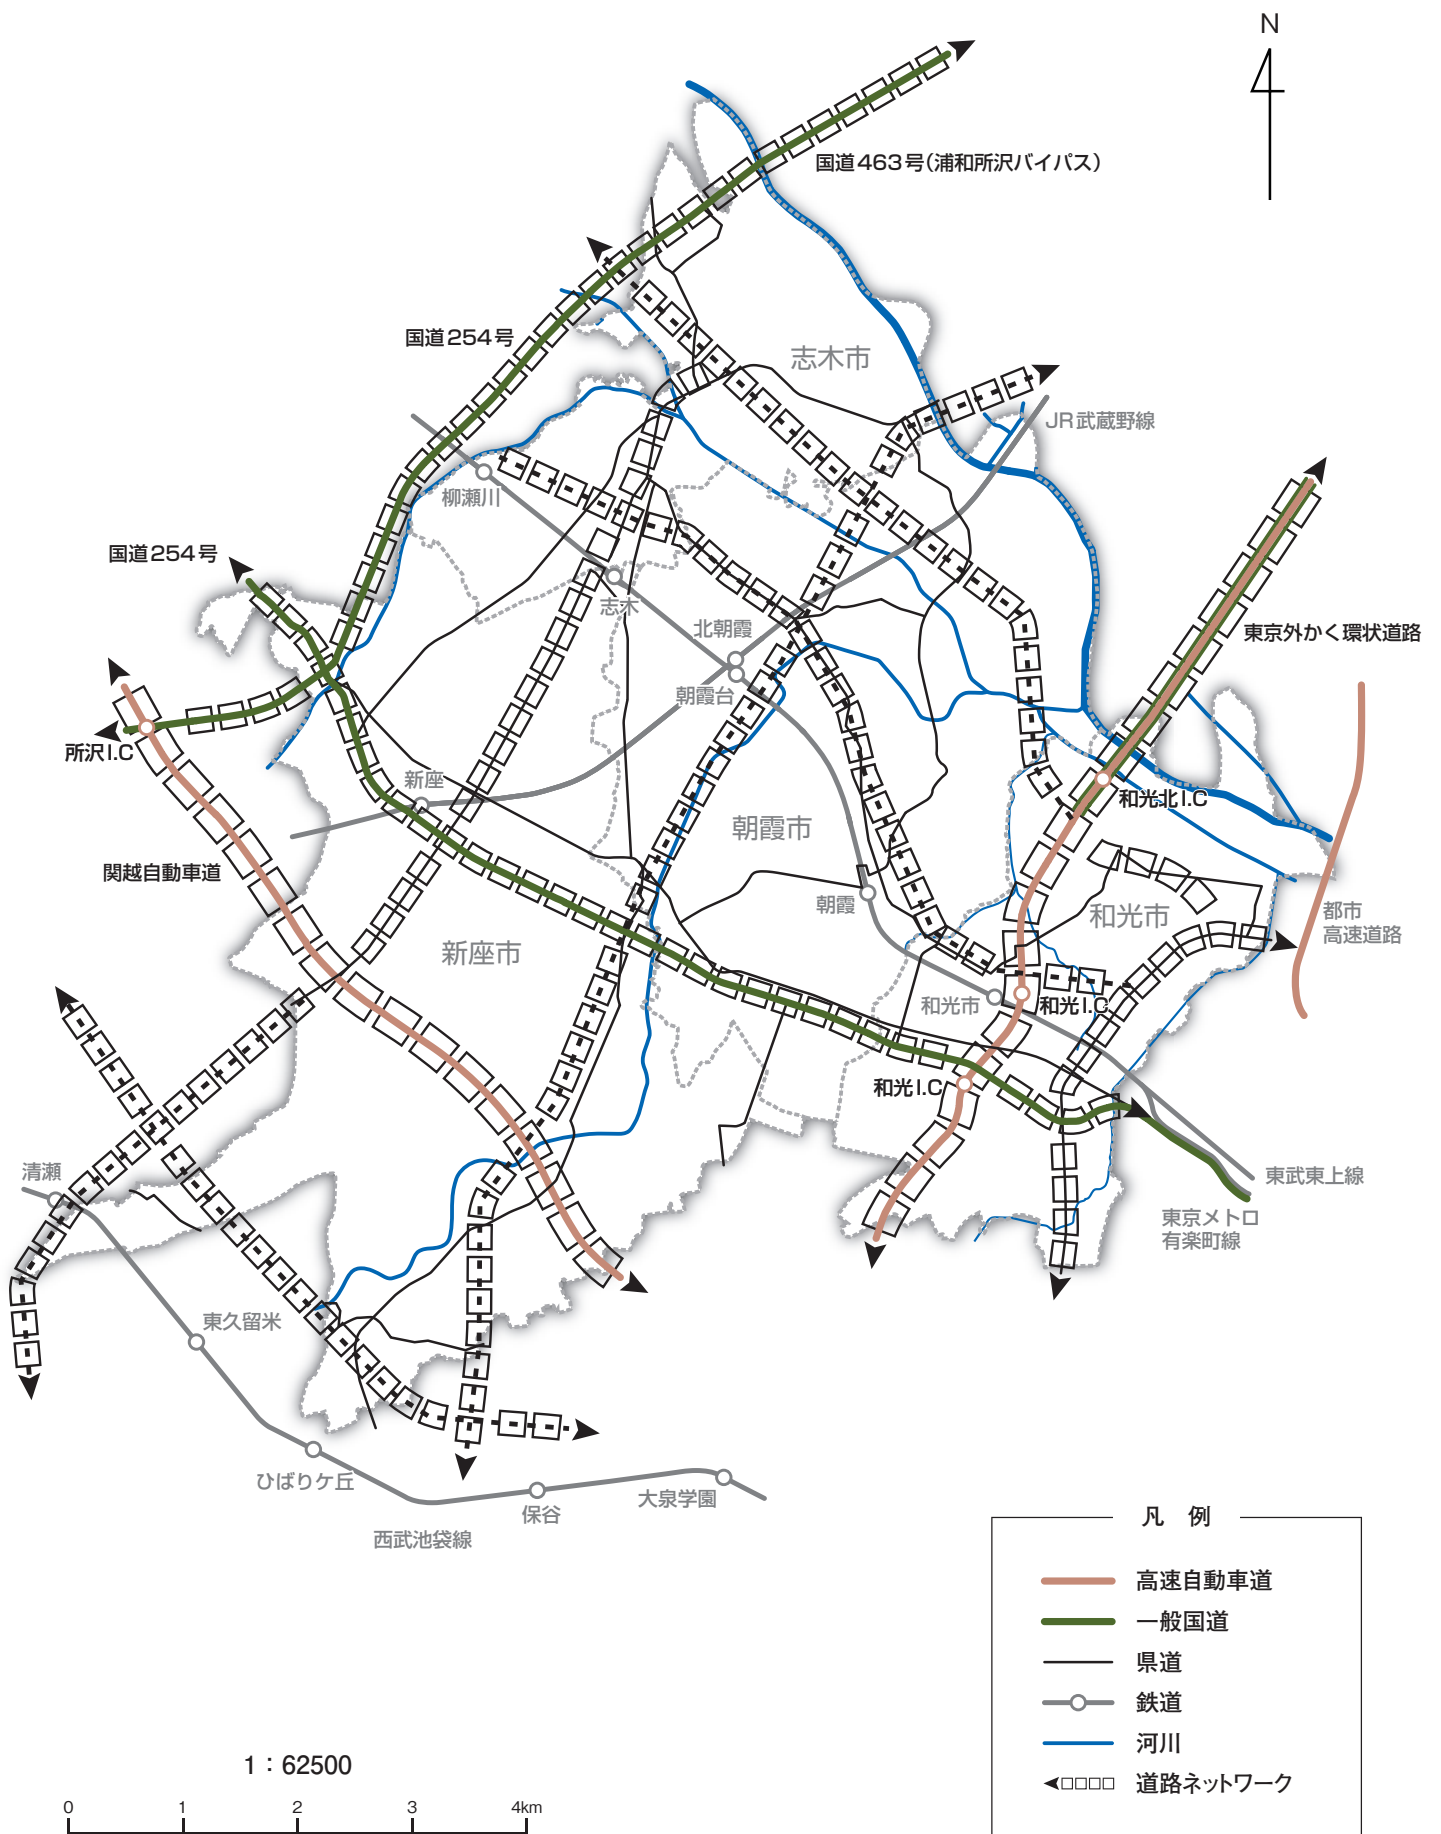 N
国道463号(浦和所沢バイパス)
国道254号
志木市
JR武蔵野線
柳瀬川
国道254号
志木
北朝霞
朝霞台
東京外かく環状道路
所沢I.C
新座
和光北I.C
朝霞市
関越自動車道
朝霞
和光市
都市
高速道路
新座市
和光市
和光I.C
和光I.C
清瀬
東武東上線
東京メトロ
有楽町線
東久留米
ひばりケ丘
大泉学園
保谷
西武池袋線
凡 例
高速自動車道
一般国道
県道
鉄道
河川
道路ネットワーク
1：62500
0 1 2 3 4km